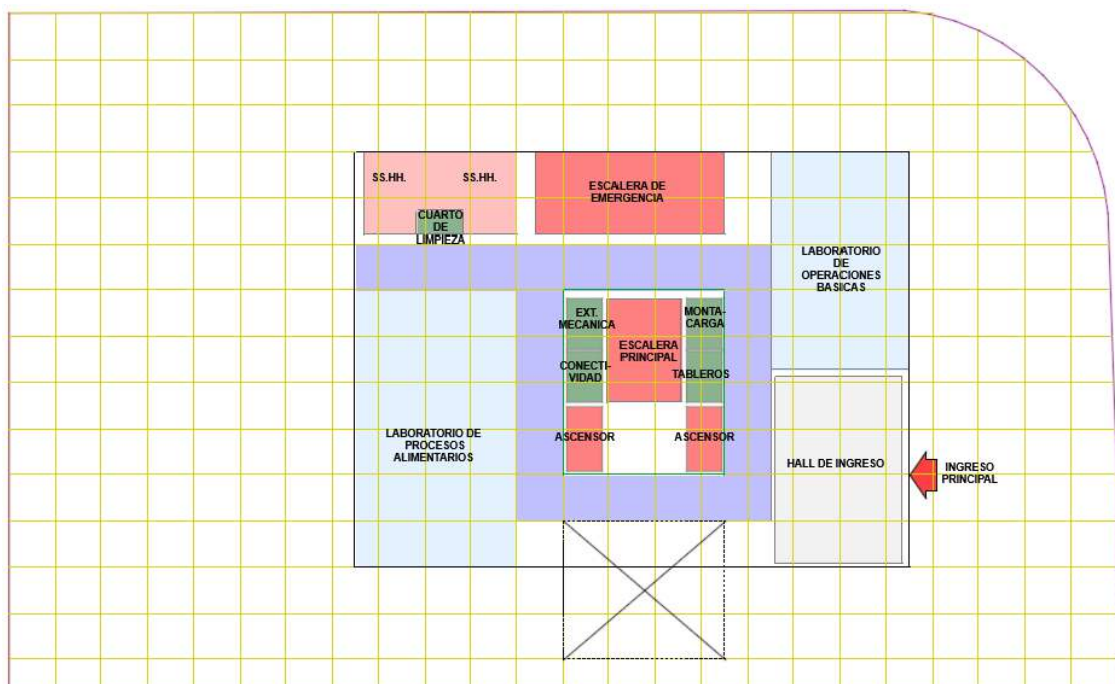 SS.HH.
SS.HH.
ESCALERA DE
EMERGENCIA
CUARTO
DE
LIMPIEZA
LABORATORIO
DE
OPERACIONES
BASICAS
EXT.
MECANICA
MONTA-
CARGA
ESCALERA
PRINCIPAL
CONECTI-
VIDAD
TABLEROS
LABORATORIO DE
PROCESOS
ALIMENTARIOS
ASCENSOR
ASCENSOR
HALL DE INGRESO
INGRESO
PRINCIPAL